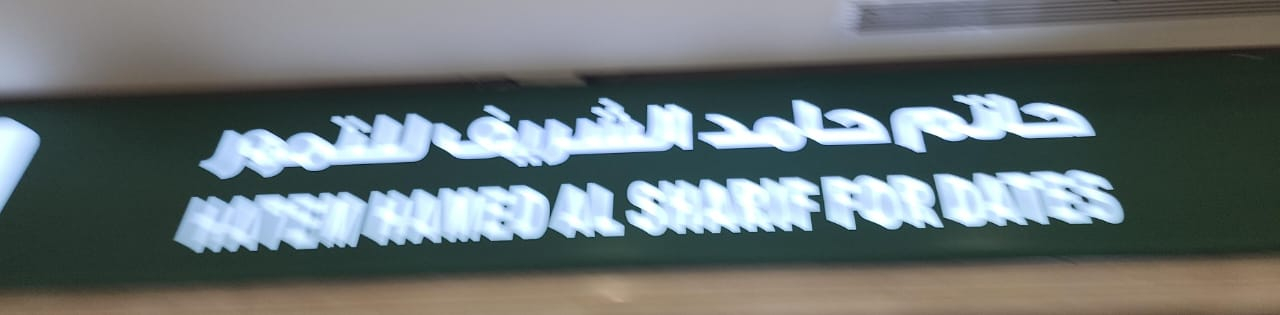 حاتم حامد الشريف للتمور
HATEM HAMED AL SHARIF FOR DATES